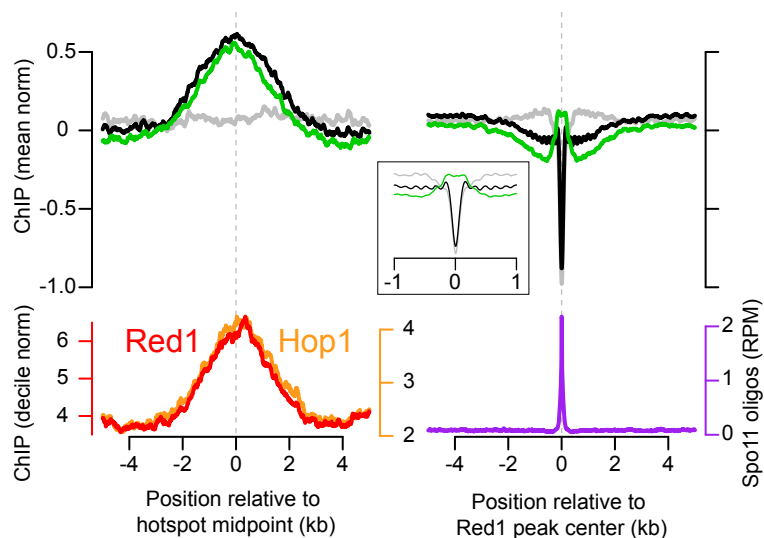 ChIP (mean norm)
0.5
0
-0.5
-1.0
-1 0 1
ChIP (decile norm)
6
5
4
Red1 Hop1
4
3
2
2
1
0
Spo11 oligos (RPM)
-4 -2 0 2 4
-4 -2 0 2 4
Position relative to
hotspot midpoint (kb)
Position relative to
Red1 peak center (kb)